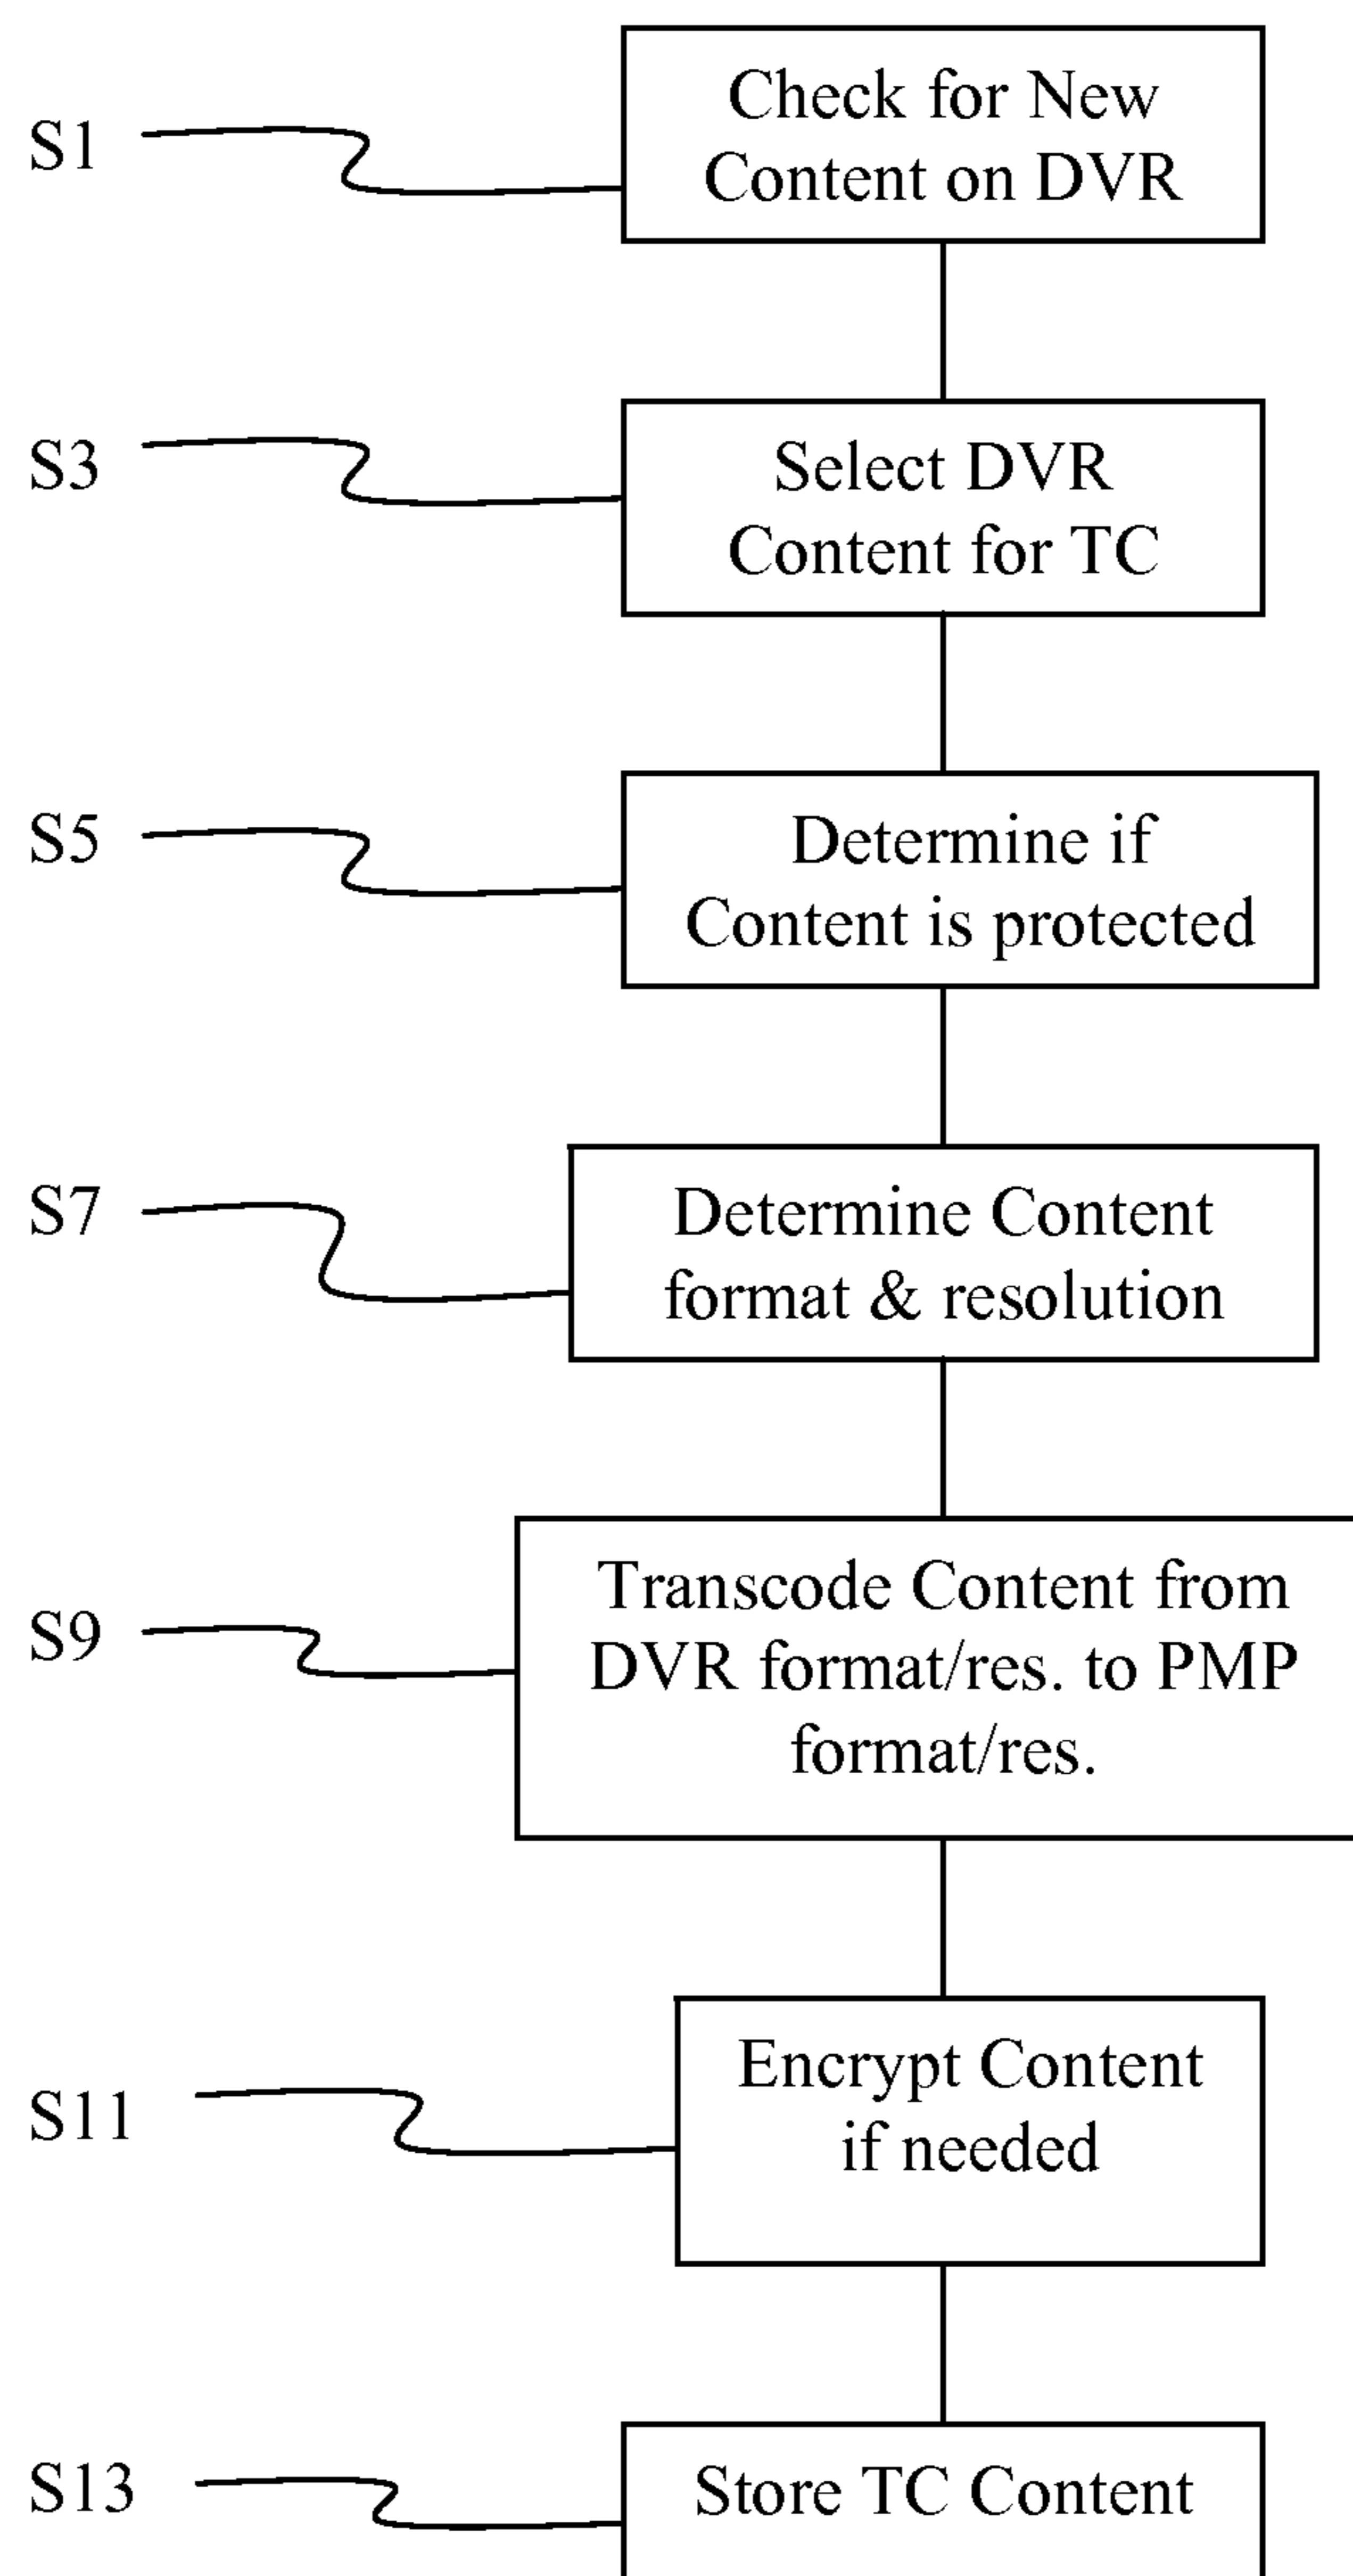 S1
Check for New
Content on DVR
S3
Select DVR
Content for TC
S5
Determine if
Content is protected
S7
Determine Content
format & resolution
S9
Transcode Content from
DVR format/res. to PMP
format/res.
S11
Encrypt Content
if needed
S13
Store TC Content